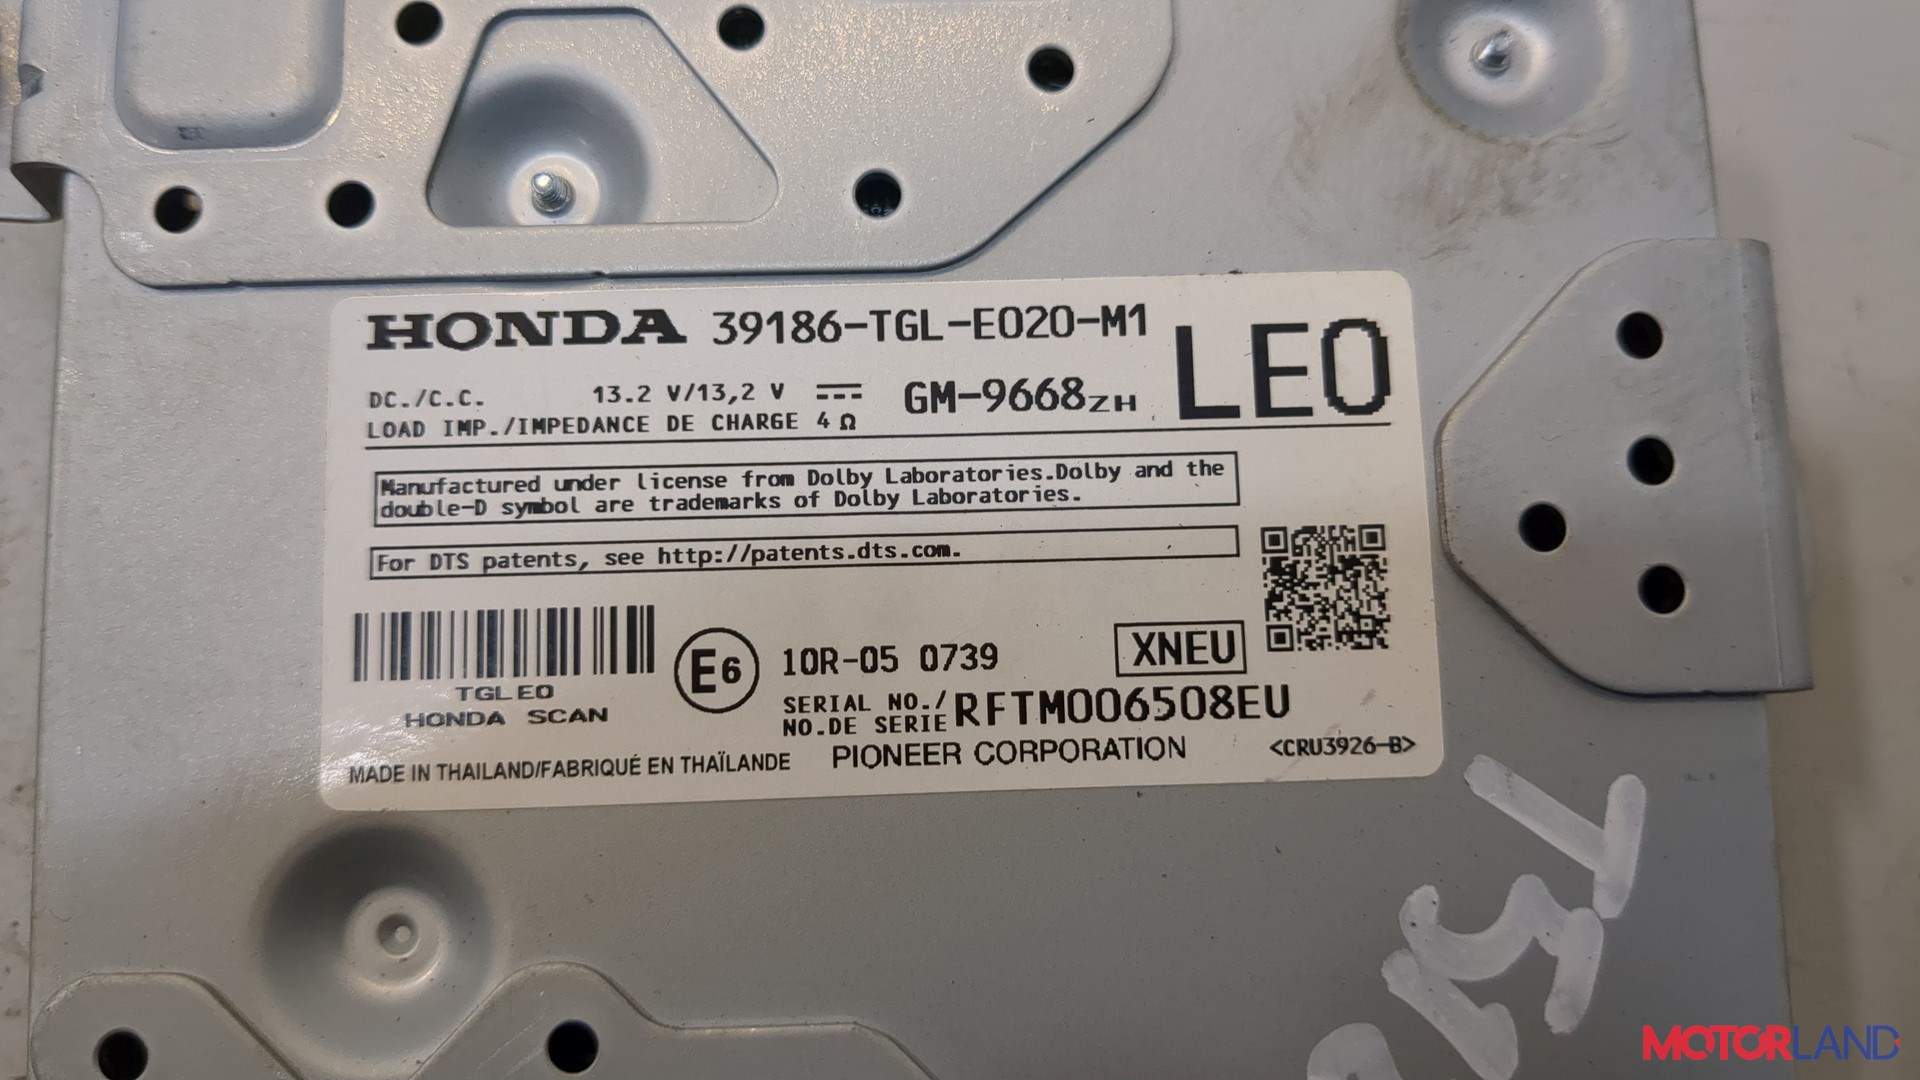 HONDA 39186-TGL-E020-M1 LE0
DC./C.C. 13.2 V/13,2 V GM-9668ZH
LOAD IMP./IMPEDANCE DE CHARGE 4Ω
Manufactured under license from Dolby Laboratories.Dolby and the
double-D symbol are trademarks of Dolby Laboratories.
For DTS patents, see http://patents.dts.com.
E6 10R-05 0739 XNEU
TGLE0
HONDA SCAN
SERIAL NO./
NO.DE SERIE RFTM006508EU
MADE IN THAILAND/FABRIQUÉ EN THAÏLANDE PIONEER CORPORATION <CRU3926-B>
MOTORLAND